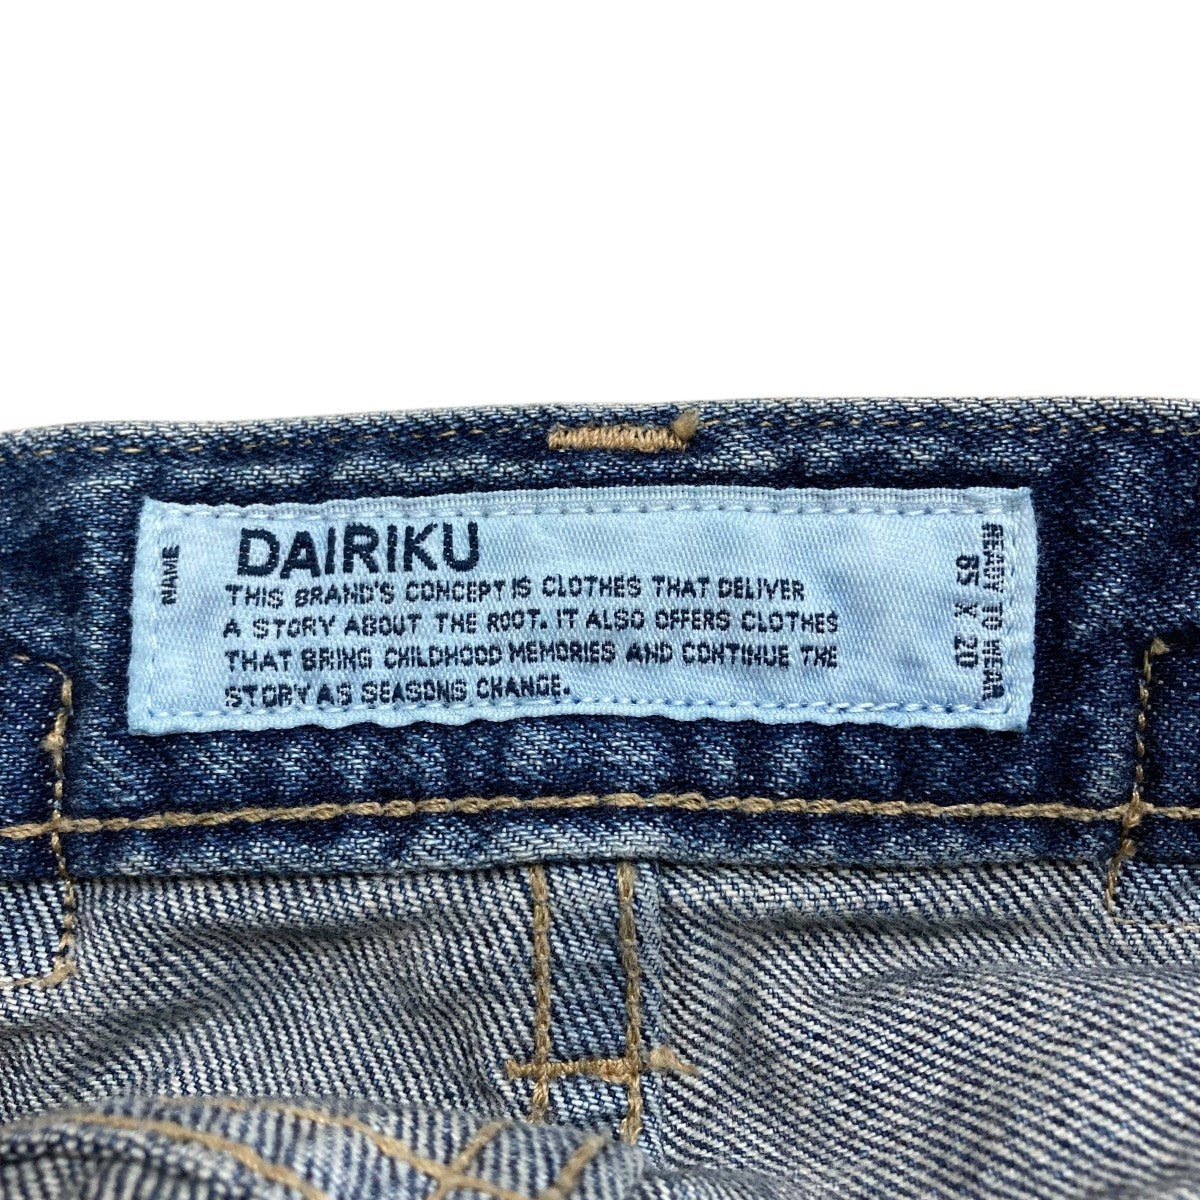 NAME
DAIRIKU
THIS BRAND'S CONCEPT IS CLOTHES THAT DELIVER
A STORY ABOUT THE ROOT. IT ALSO OFFERS CLOTHES
THAT BRING CHILDHOOD MEMORIES AND CONTINUE THE
STORY AS SEASONS CHANGE.
READY TO WEAR
85 X 20